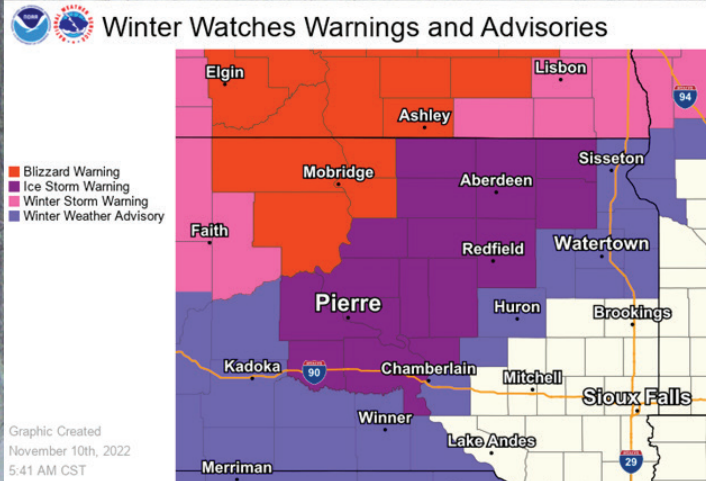 NOAA
Winter Watches Warnings and Advisories
Blizzard Warning
Ice Storm Warning
Winter Storm Warning
Winter Weather Advisory
Elgin
Lisbon
94
Ashley
Sisseton
Mobridge
Aberdeen
Faith
Redfield
Watertown
Pierre
Huron
Brookings
Kadoka
90
Chamberlain
Mitchell
Sioux Falls
Winner
Lake Andes
29
Merriman
Graphic Created
November 10th, 2022
5:41 AM CST